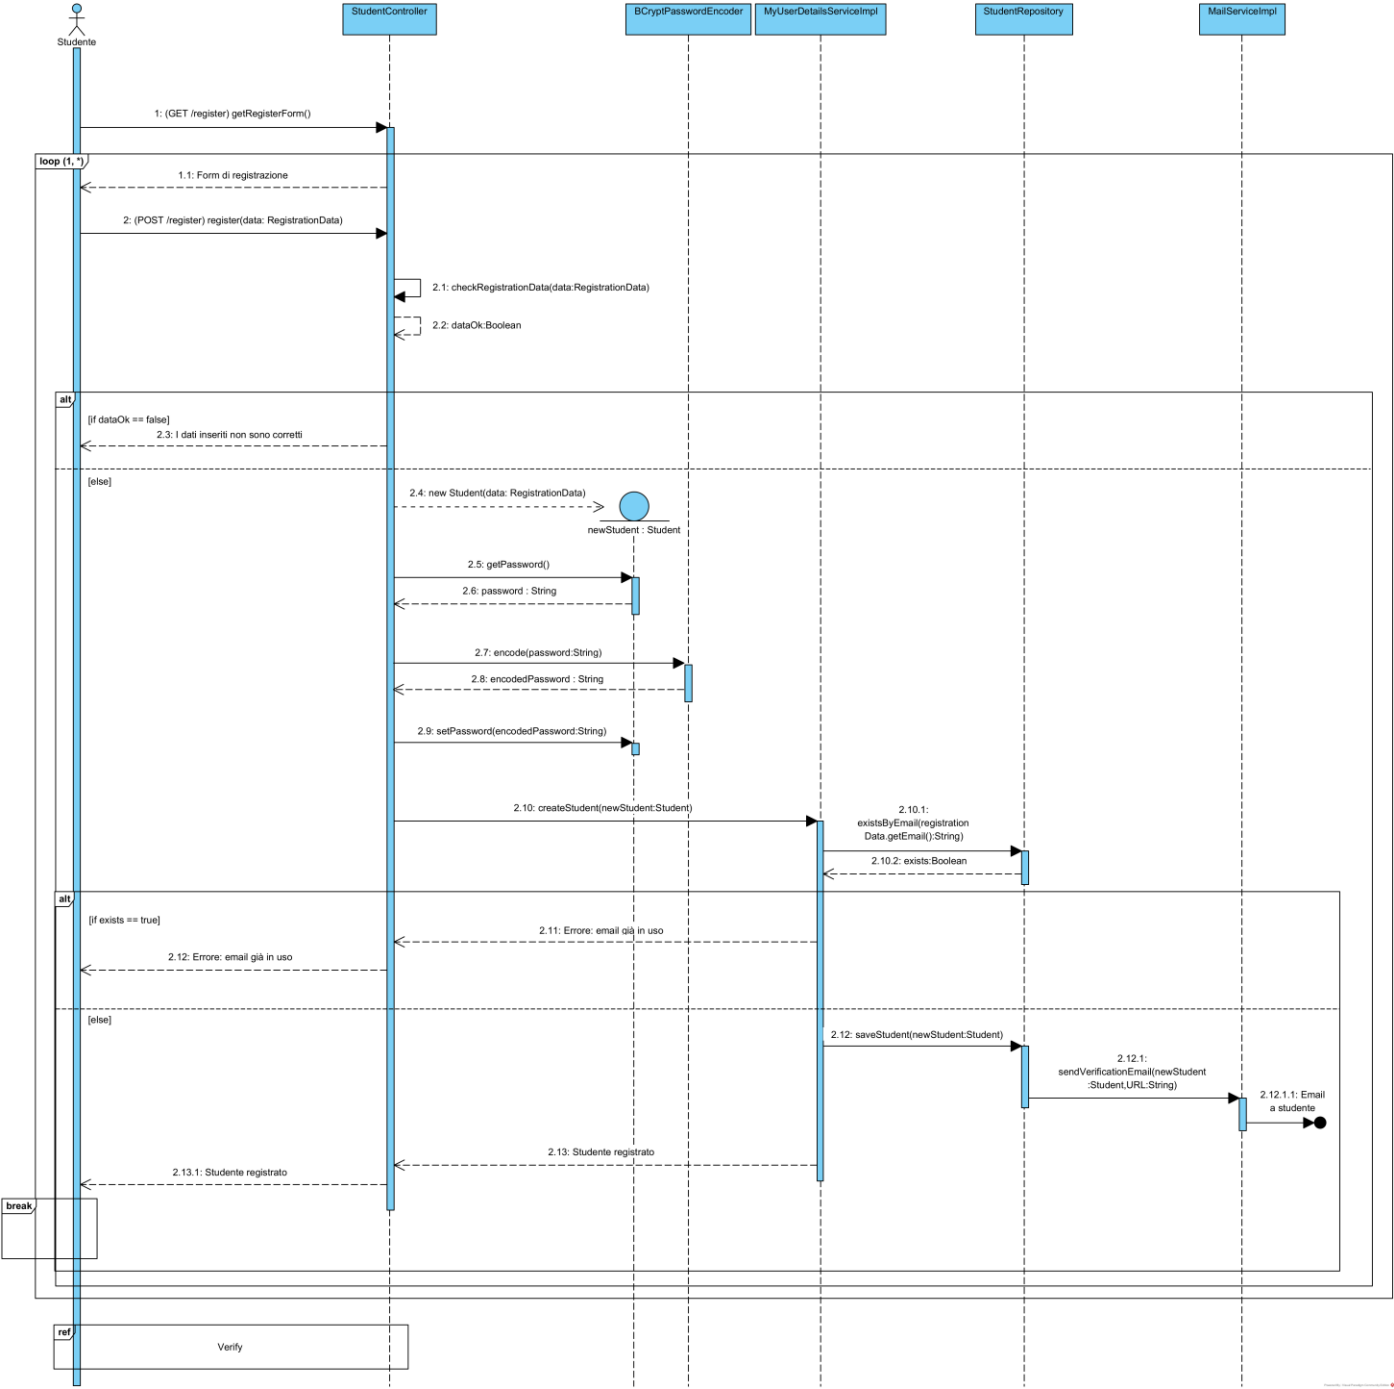 Studente
StudentController
BCryptPasswordEncoder
MyUserDetailsServiceImpl
StudentRepository
MailServiceImpl
1: (GET /register) getRegisterForm()
loop (1, *)
1.1: Form di registrazione
2: (POST /register) register(data: RegistrationData)
2.1: checkRegistrationData(data:RegistrationData)
2.2: dataOk:Boolean
alt
[if dataOk == false]
2.3: I dati inseriti non sono corretti
[else]
2.4: new Student(data: RegistrationData)
newStudent : Student
2.5: getPassword()
2.6: password : String
2.7: encode(password:String)
2.8: encodedPassword : String
2.9: setPassword(encodedPassword:String)
2.10: createStudent(newStudent:Student)
2.10.1:
existsByEmail(registration
Data.getEmail():String)
2.10.2: exists:Boolean
alt
[if exists == true]
2.11: Errore: email già in uso
2.12: Errore: email già in uso
[else]
2.12: saveStudent(newStudent:Student)
2.12.1:
sendVerificationEmail(newStudent
:Student,URL:String)
2.12.1.1: Email
a studente
2.13: Studente registrato
2.13.1: Studente registrato
break
ref
Verify